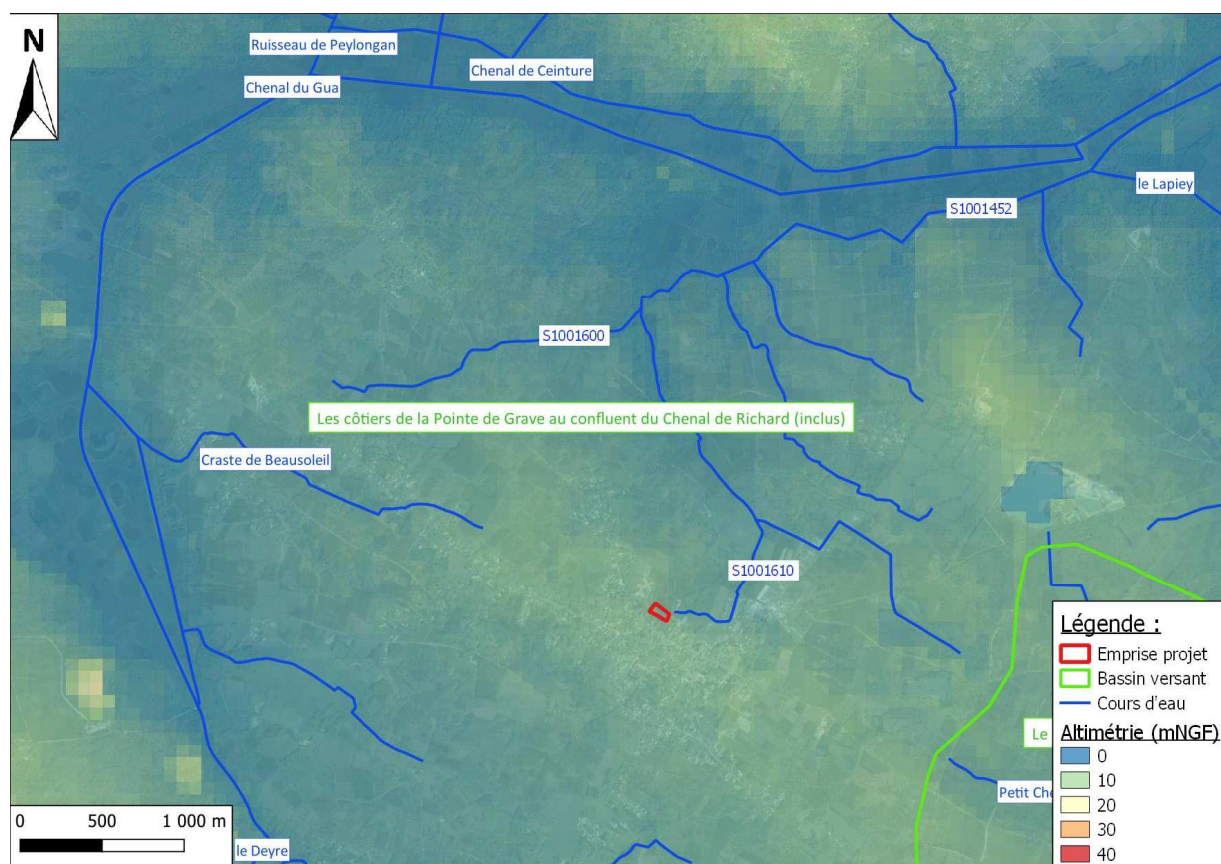 N
Ruisseau de Peylongan
Chenal de Ceinture
Chenal du Gua
le Lapiey
S1001452
S1001600
Les côtiers de la Pointe de Grave au confluent du Chenal de Richard (inclus)
Craste de Beausoleil
S1001610
Légende :
Emprise projet
Bassin versant
Cours d'eau
Altimétrie (mNGF)
0
10
20
30
40
Le
Petit Che
0 500 1 000 m
le Deyre